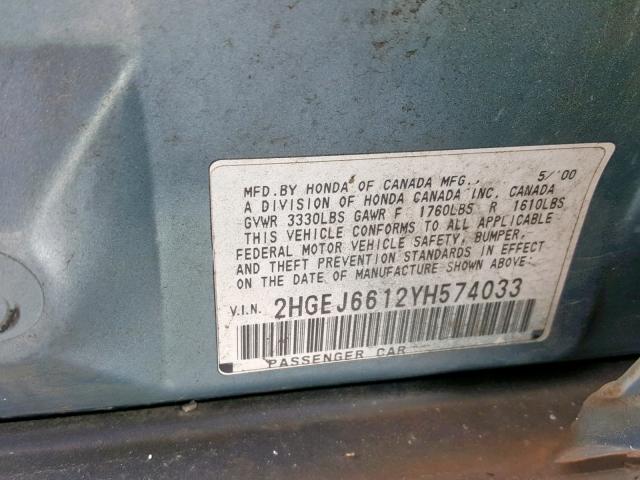 MFD. BY HONDA OF CANADA MFG., 5/'00
A DIVISION OF HONDA CANADA INC. CANADA
GVWR 3330LBS GAWR F 1760LBS R 1610LBS
THIS VEHICLE CONFORMS TO ALL APPLICABLE
FEDERAL MOTOR VEHICLE SAFETY, BUMPER,
AND THEFT PREVENTION STANDARDS IN EFFECT
ON THE DATE OF MANUFACTURE SHOWN ABOVE.
V.I.N. 2HGEJ6612YH574033
PASSENGER CAR